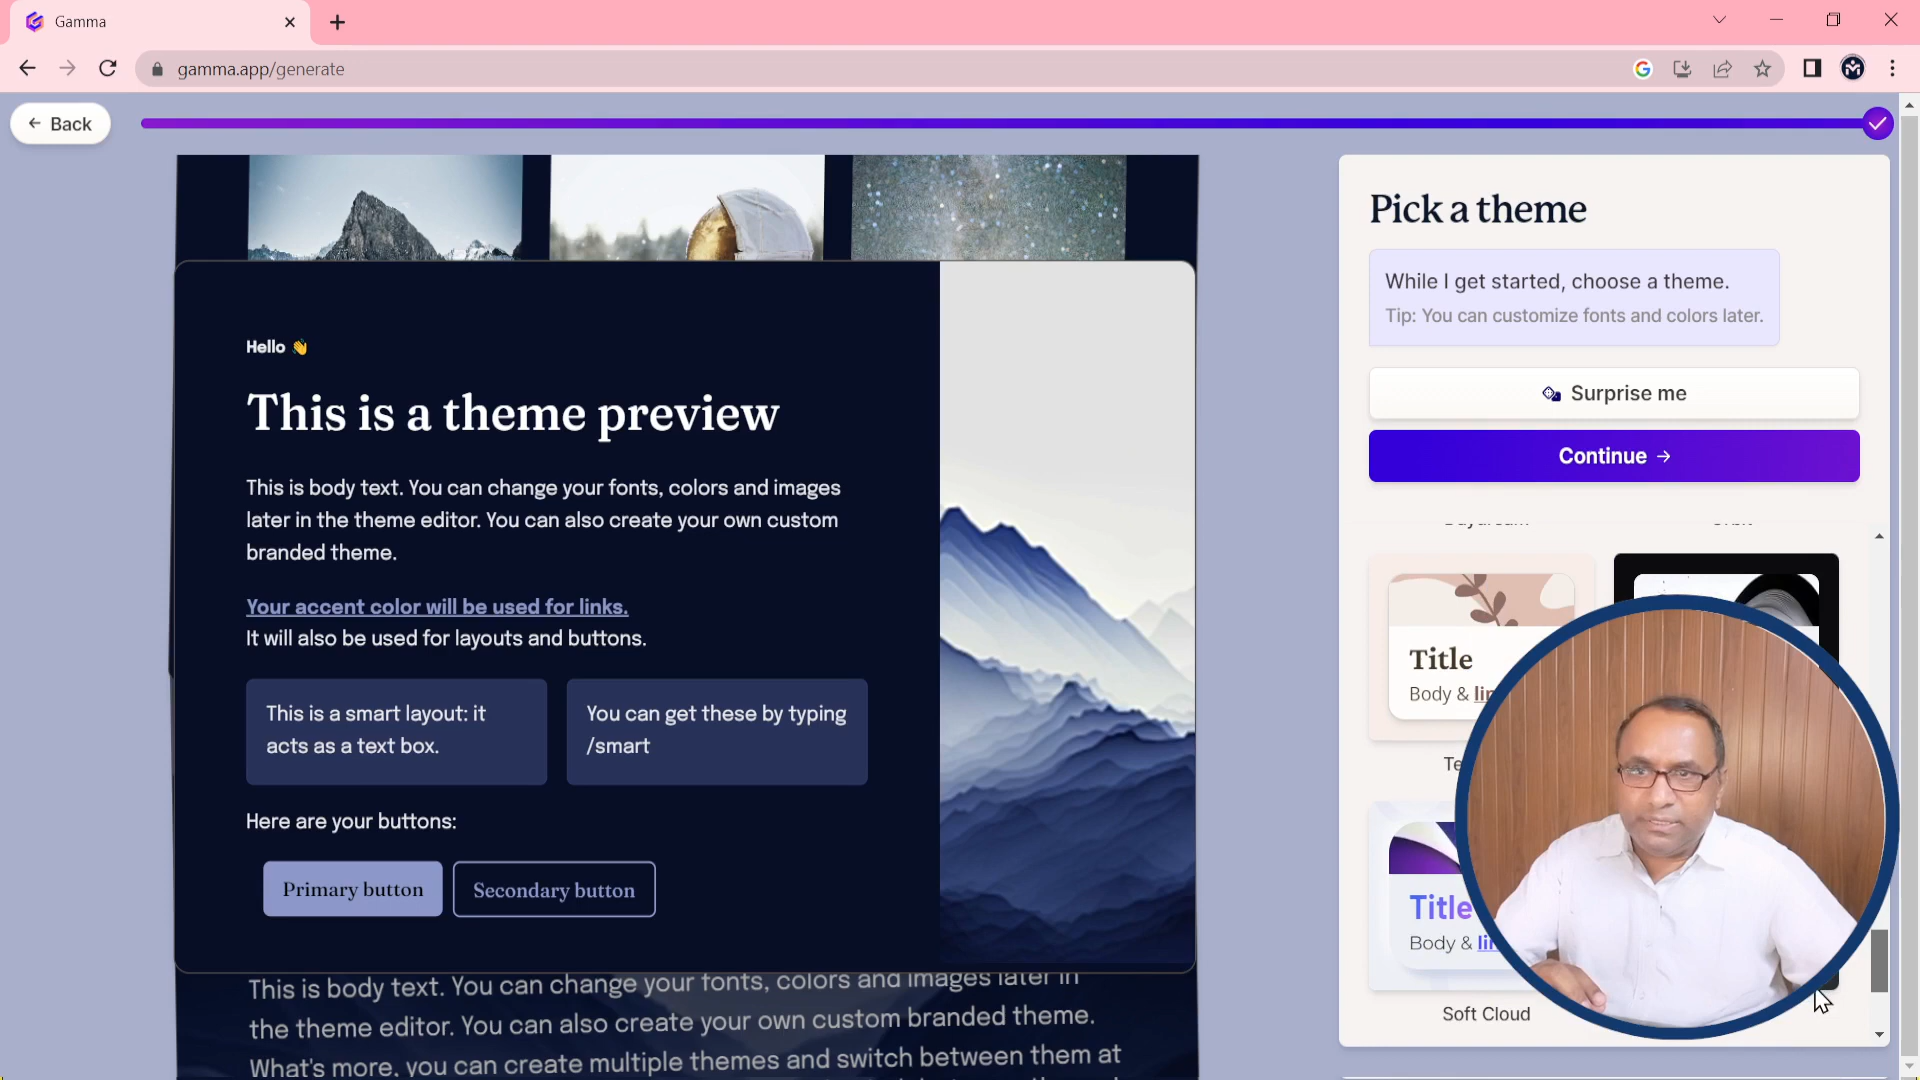 Gamma
gamma.app/generate
Back
Hello 👋
This is a theme preview
This is body text. You can change your fonts, colors and images
later in the theme editor. You can also create your own custom
branded theme.
Your accent color will be used for links.
It will also be used for layouts and buttons.
This is a smart layout: it
acts as a text box.
You can get these by typing
/smart
Here are your buttons:
Primary button
Secondary button
This is body text. You can change your fonts, colors and images later in
the theme editor. You can also create your own custom branded theme.
What's more, you can create multiple themes and switch between them at
Pick a theme
While I get started, choose a theme.
Tip: You can customize fonts and colors later.
Surprise me
Continue →
Title
Body &
Title
Body &
Soft Cloud